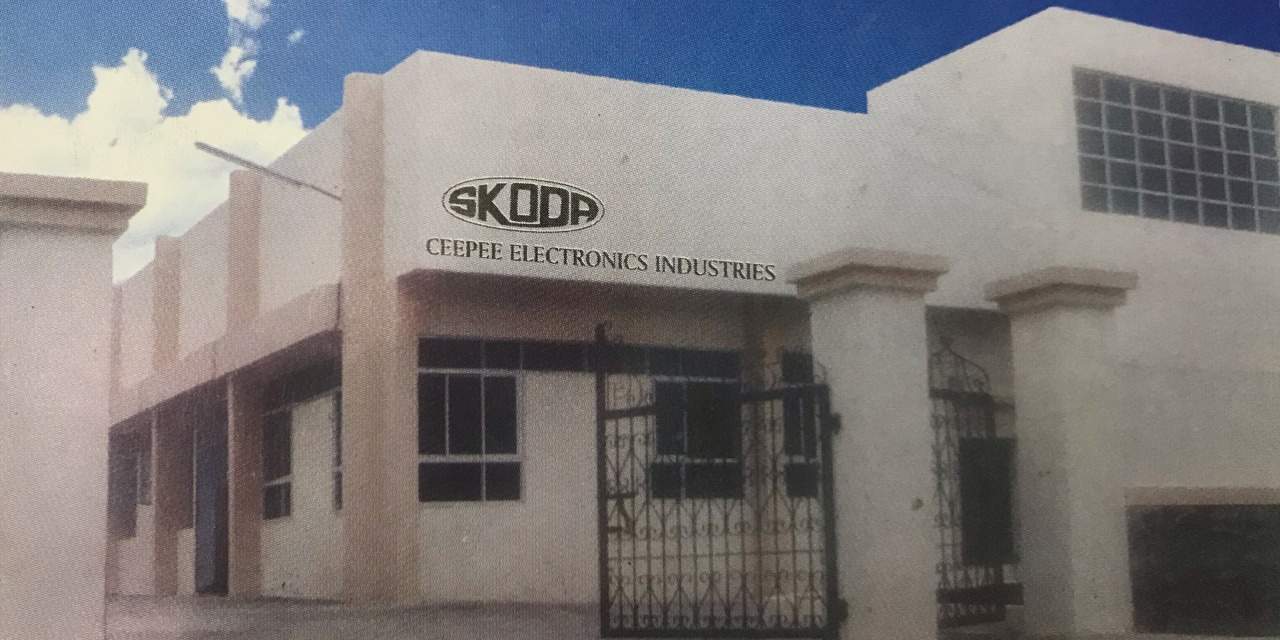 SKODA
CEEPEE ELECTRONICS INDUSTRIES